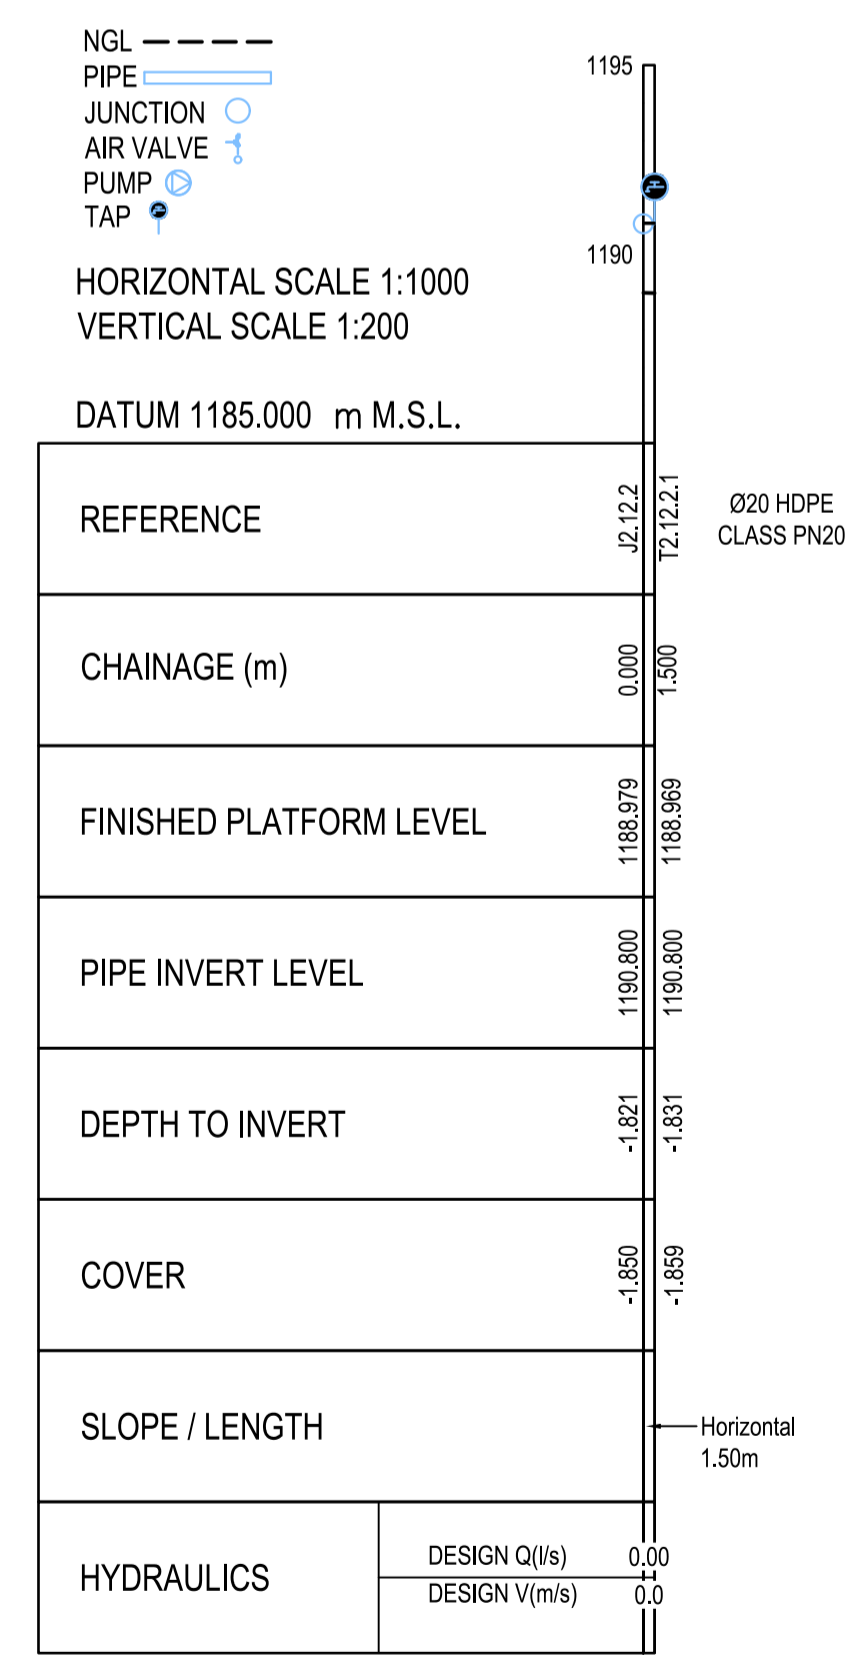 NGL
PIPE
JUNCTION
AIR VALVE
PUMP
TAP
1195
1190
HORIZONTAL SCALE 1:1000
VERTICAL SCALE 1:200
DATUM 1185.000 m M.S.L.
REFERENCE
J2.12.2
T2.12.2.1
Ø20 HDPE
CLASS PN20
CHAINAGE (m)
0.000
1.500
FINISHED PLATFORM LEVEL
1188.979
1188.969
PIPE INVERT LEVEL
1190.800
1190.800
DEPTH TO INVERT
-1.821
-1.831
COVER
-1.850
-1.859
SLOPE / LENGTH
Horizontal
1.50m
HYDRAULICS
DESIGN Q(l/s)
0.00
DESIGN V(m/s)
0.0